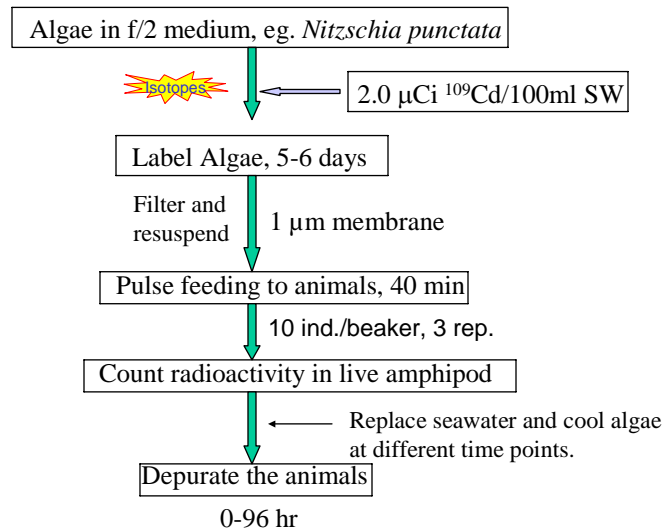 Algae in f/2 medium, eg. Nitzschia punctata
Isotopes
2.0 µCi ¹⁰⁹Cd/100ml SW
Label Algae, 5-6 days
Filter and
resuspend
1 µm membrane
Pulse feeding to animals, 40 min
10 ind./beaker, 3 rep.
Count radioactivity in live amphipod
Replace seawater and cool algae
at different time points.
Depurate the animals
0-96 hr